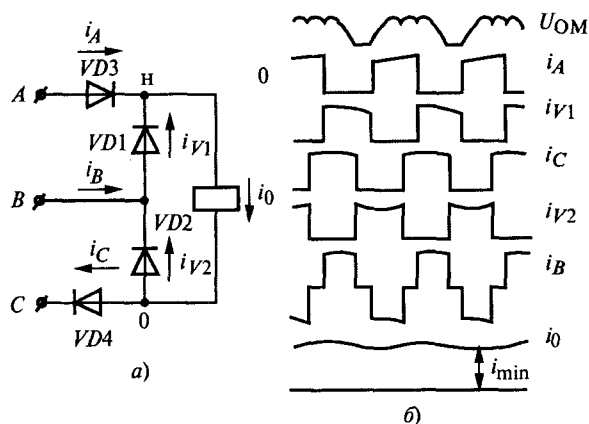 i_A
VD3
н
A
VD1
i_V1
i_B
B
i_0
VD2
i_C
i_V2
C
VD4
0
а)
U_OM
0
i_A
i_V1
i_C
i_V2
i_B
i_0
i_min
б)